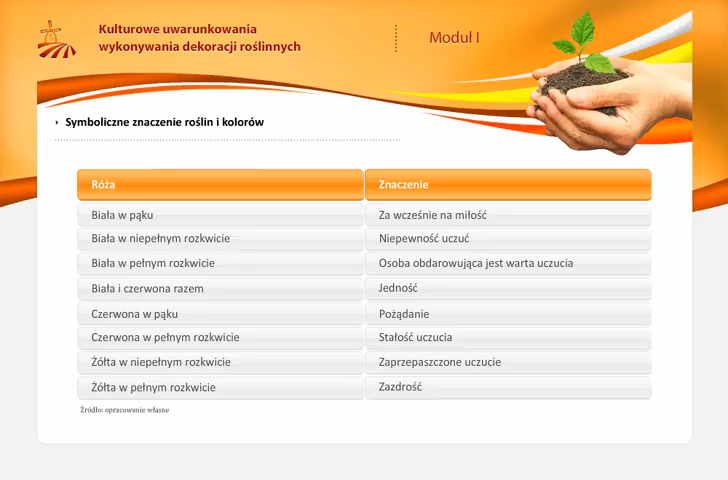 Kulturowe uwarunkowania
wykonywania dekoracji roślinnych
Moduł I
Symboliczne znaczenie roślin i kolorów
Róża Znaczenie
Biała w pąku Za wcześnie na miłość
Biała w niepełnym rozkwicie Niepewność uczuć
Biała w pełnym rozkwicie Osoba obdarowująca jest warta uczucia
Biała i czerwona razem Jedność
Czerwona w pąku Pożądanie
Czerwona w pełnym rozkwicie Stałość uczucia
Żółta w niepełnym rozkwicie Zaprzepaszczone uczucie
Żółta w pełnym rozkwicie Zazdrość
Źródło: opracowanie własne